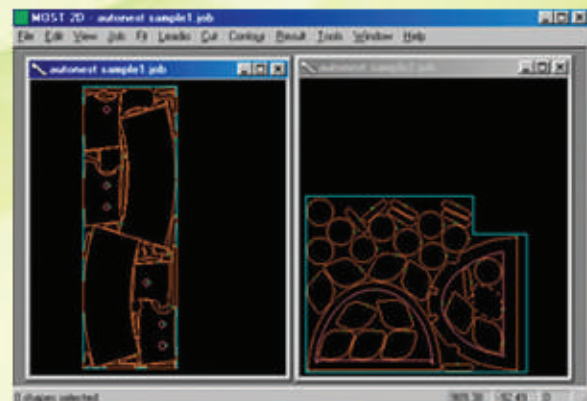 MOST 2D - autonest sample1.job
File Edit View Job Fit Leadin Cut Contour Result Tools Window Help
autonest sample1.job
autonest sample1.job
0 shapes selected